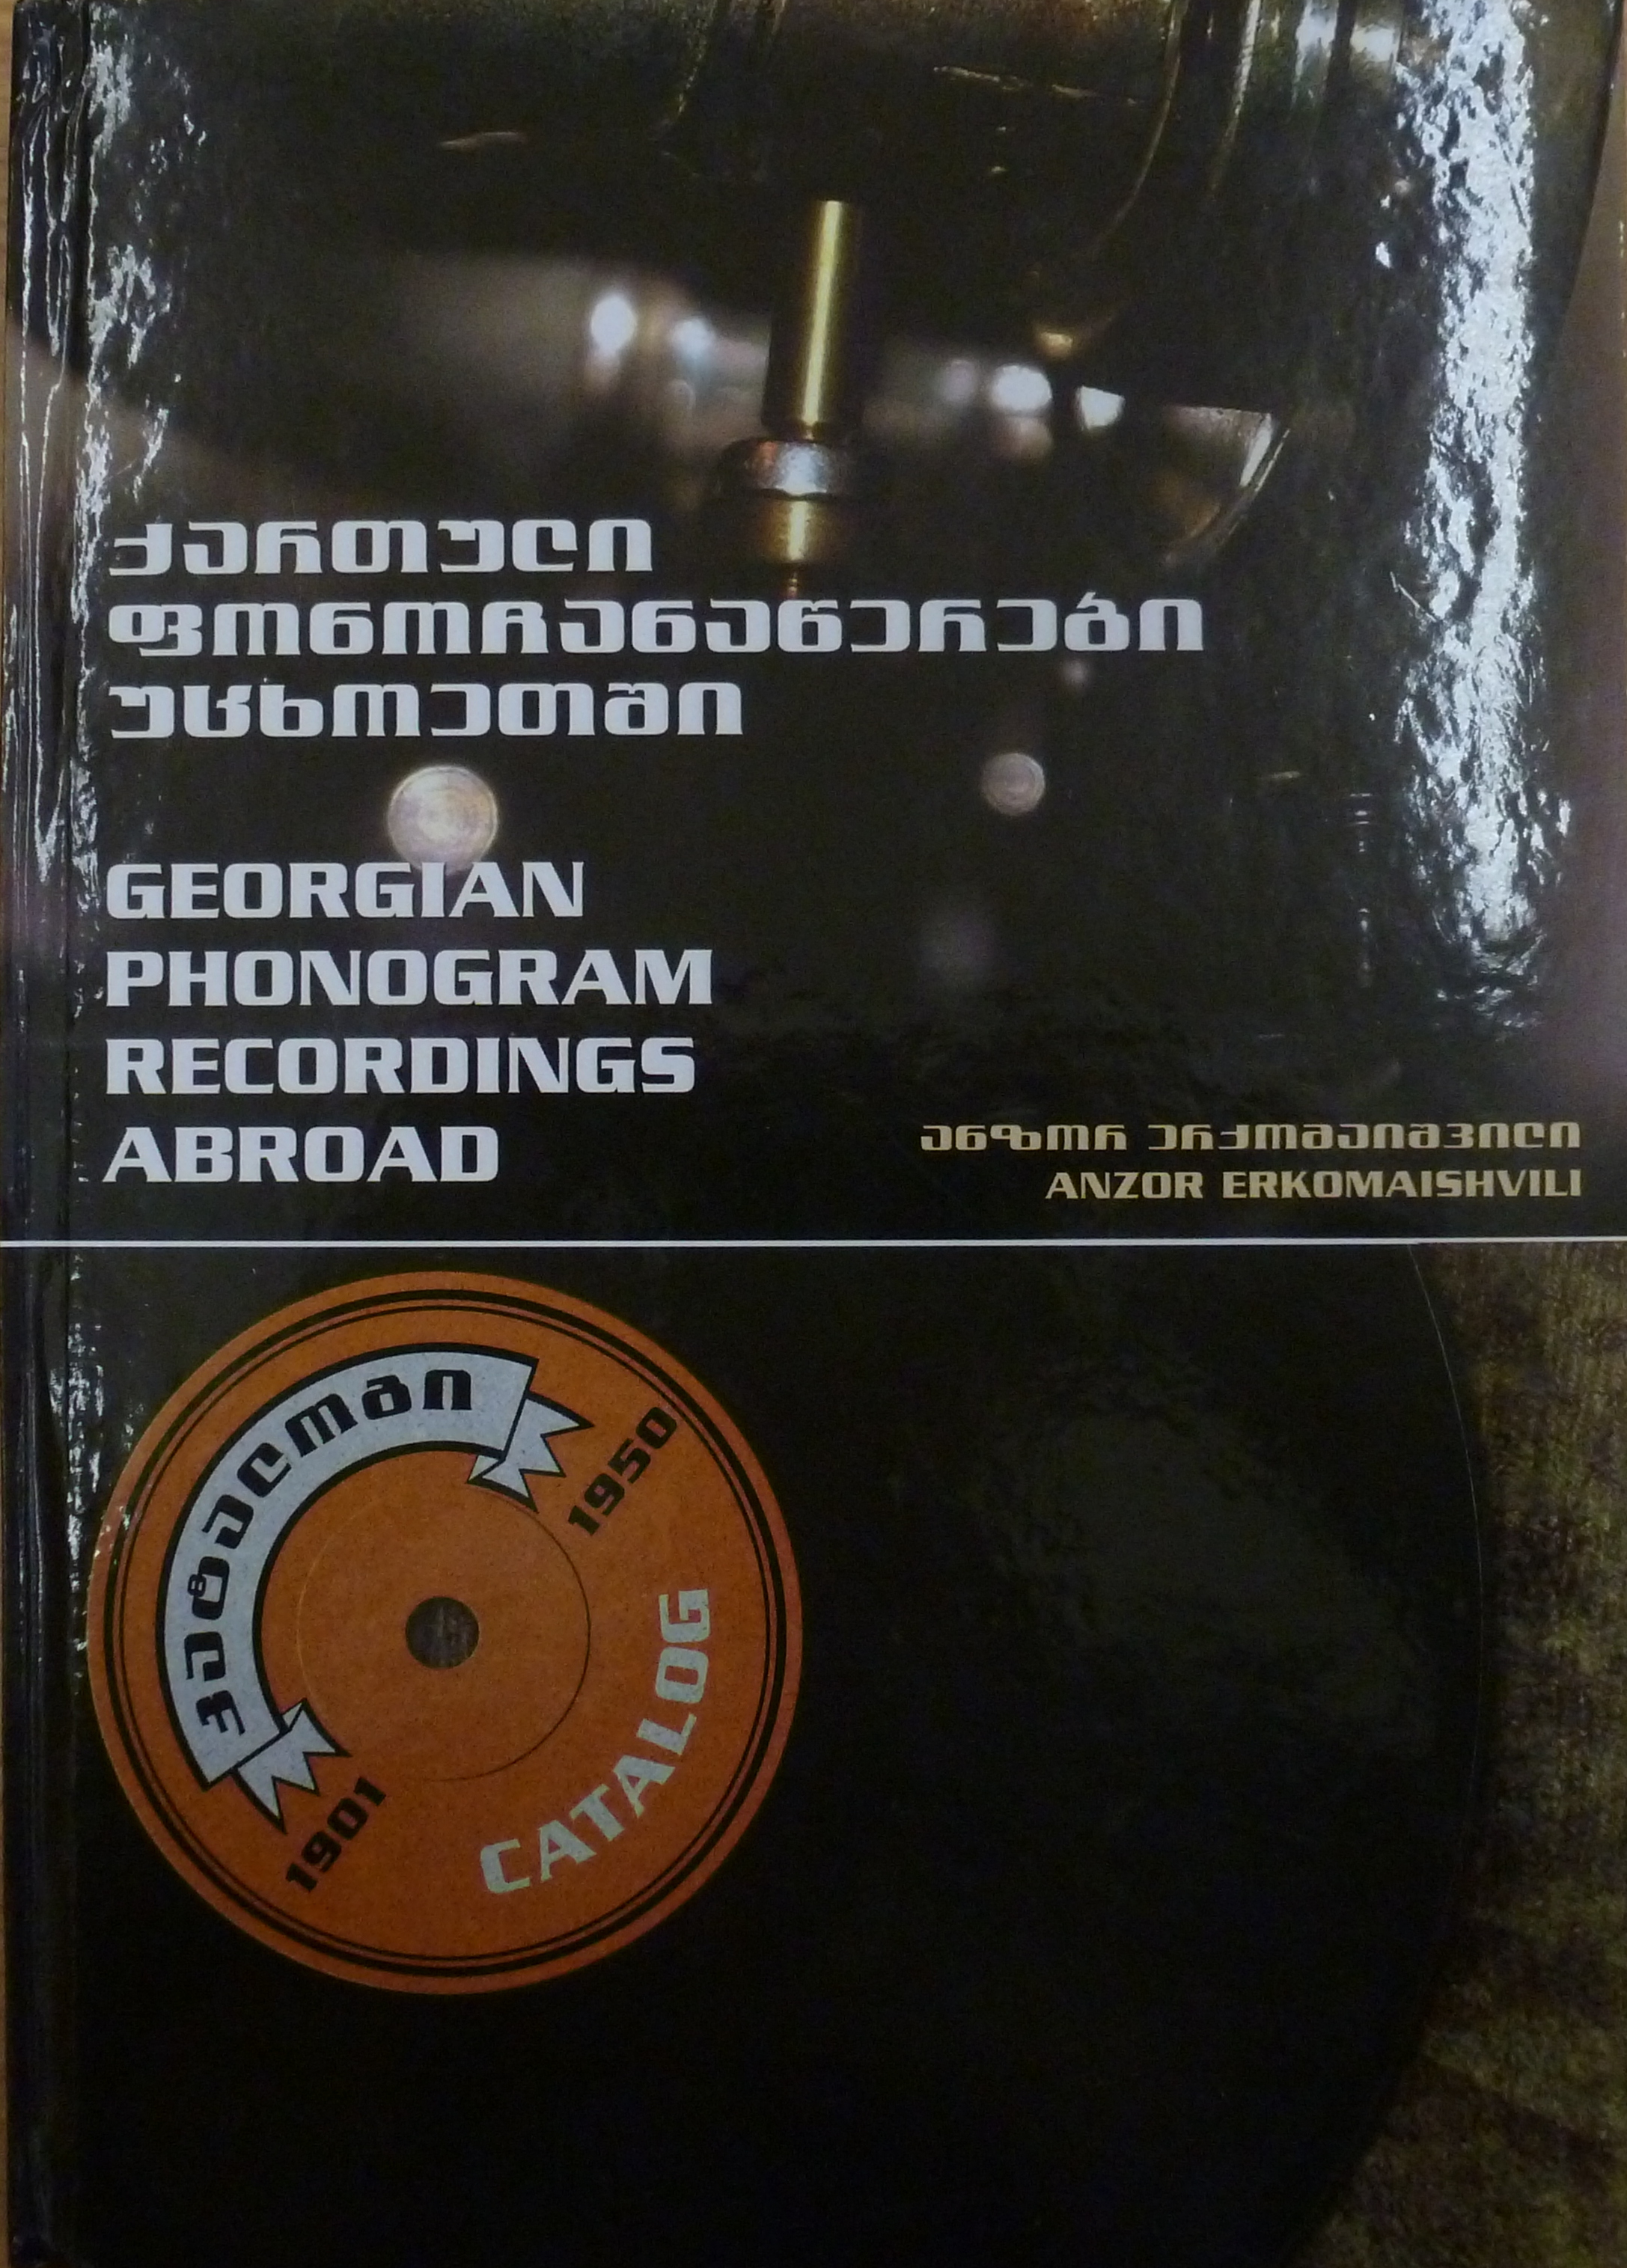 ქართული
ფონოჩანაწერები
უცხოეთში
GEORGIAN
PHONOGRAM
RECORDINGS
ABROAD
ანზორ ერქომაიშვილი
ANZOR ERKOMAISHVILI
კატალოგი
1901
1950
CATALOG